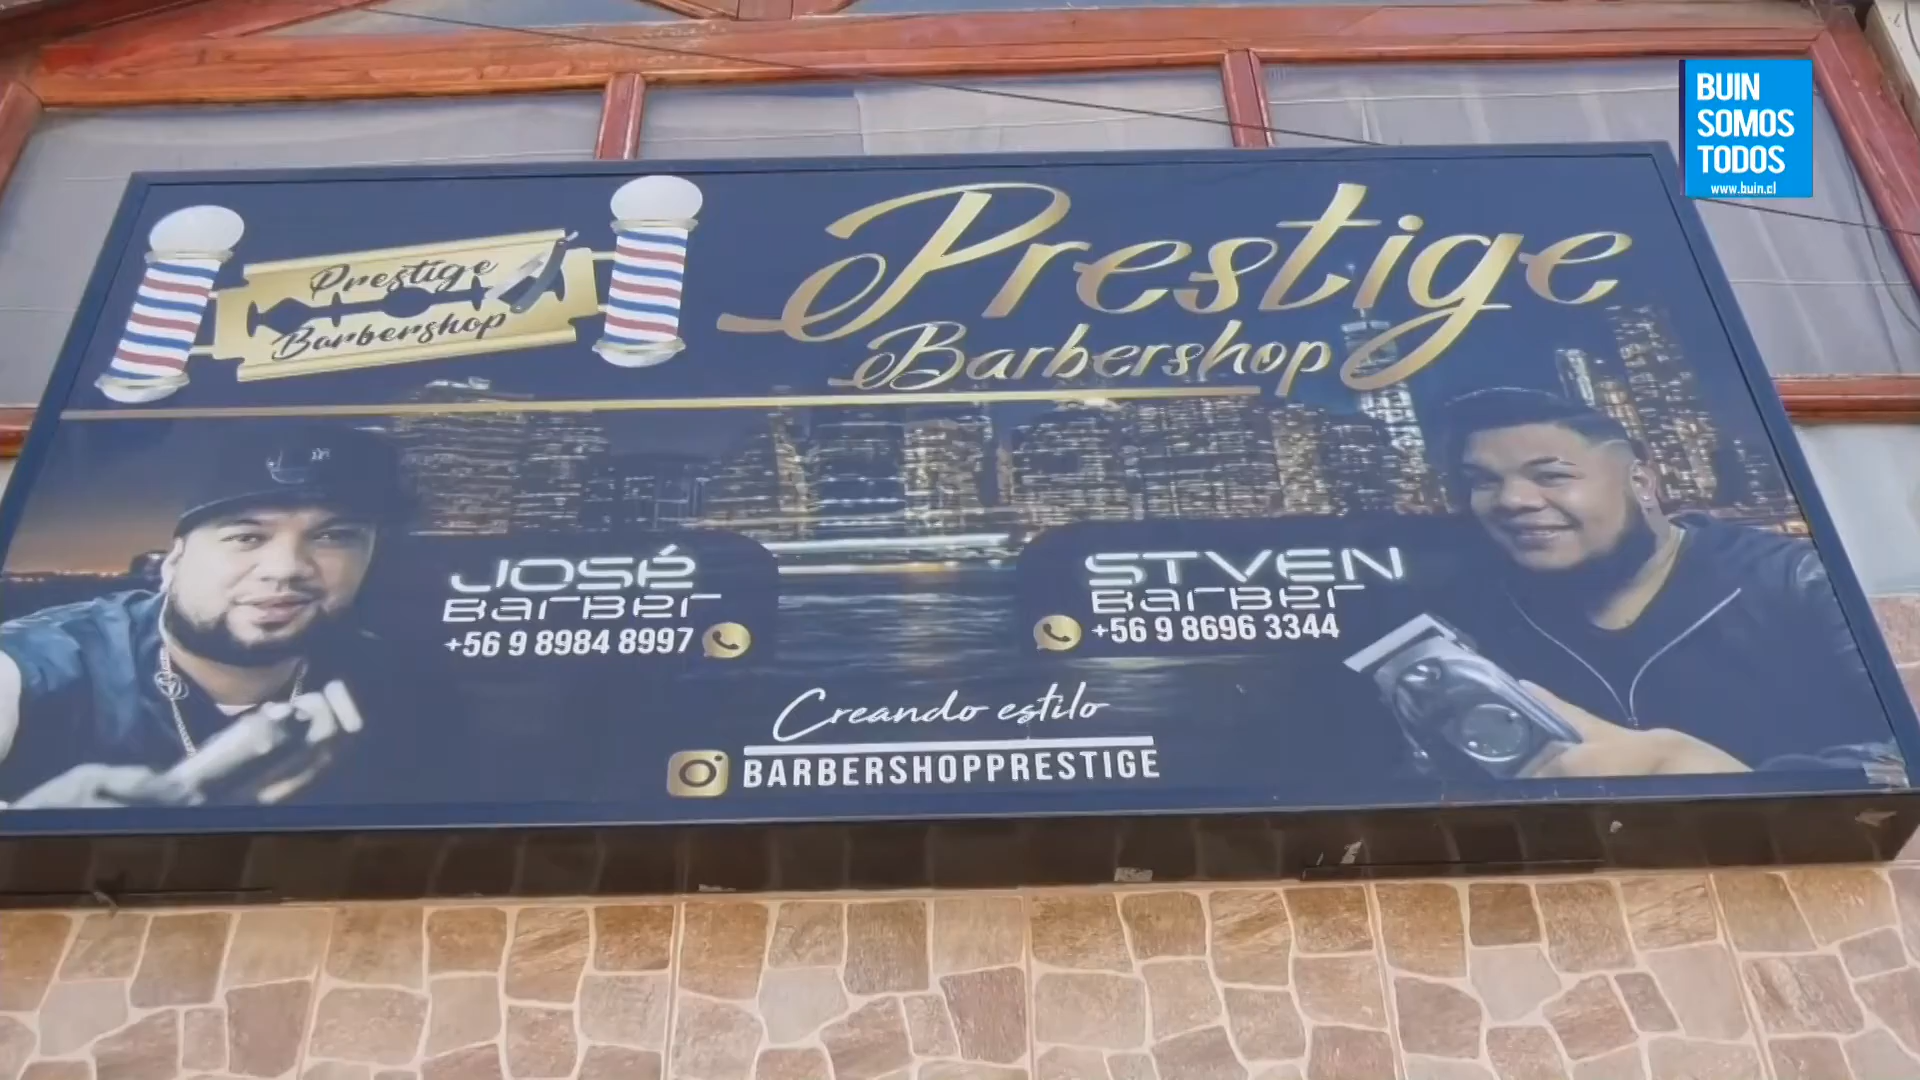 BUIN
SOMOS
TODOS
www.buin.cl
Prestige
Barbershop
Prestige
Barbershop
JOSÉ
Barber
+56 9 8984 8997
STVEN
Barber
+56 9 8696 3344
Creando estilo
BARBERSHOPPRESTIGE